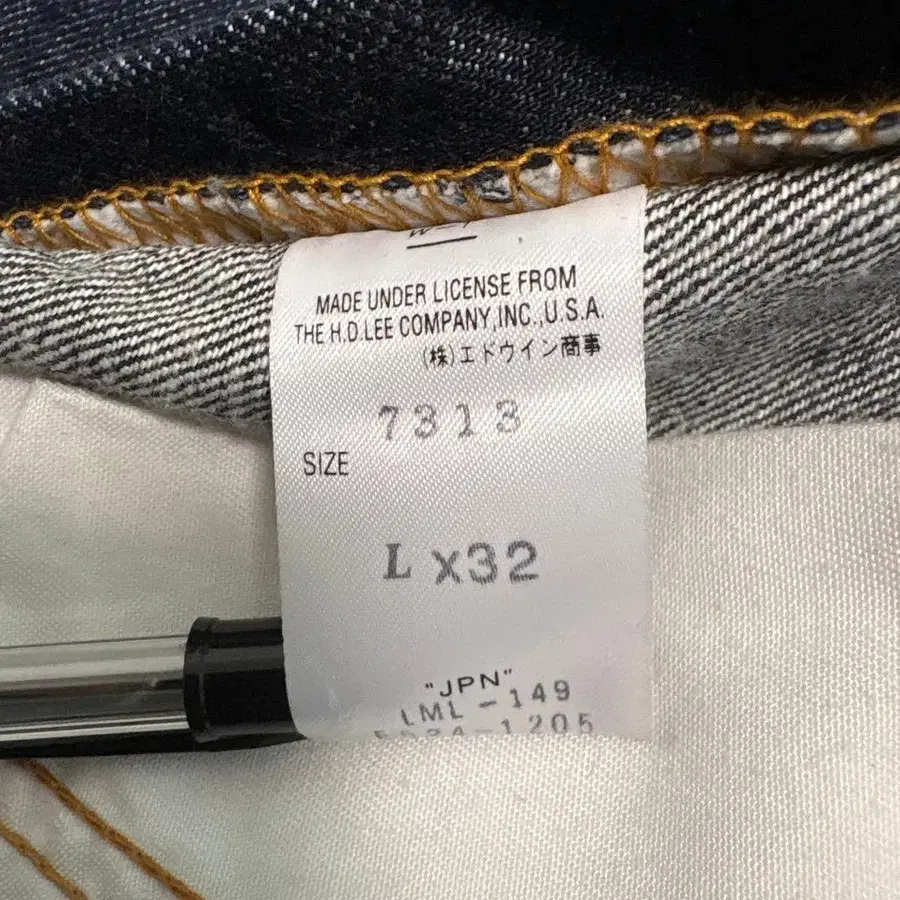 MADE UNDER LICENSE FROM
THE H.D.LEE COMPANY,INC.,U.S.A.
(株)エドウイン商事
7313
SIZE
L x32
"JPN"
LML-149